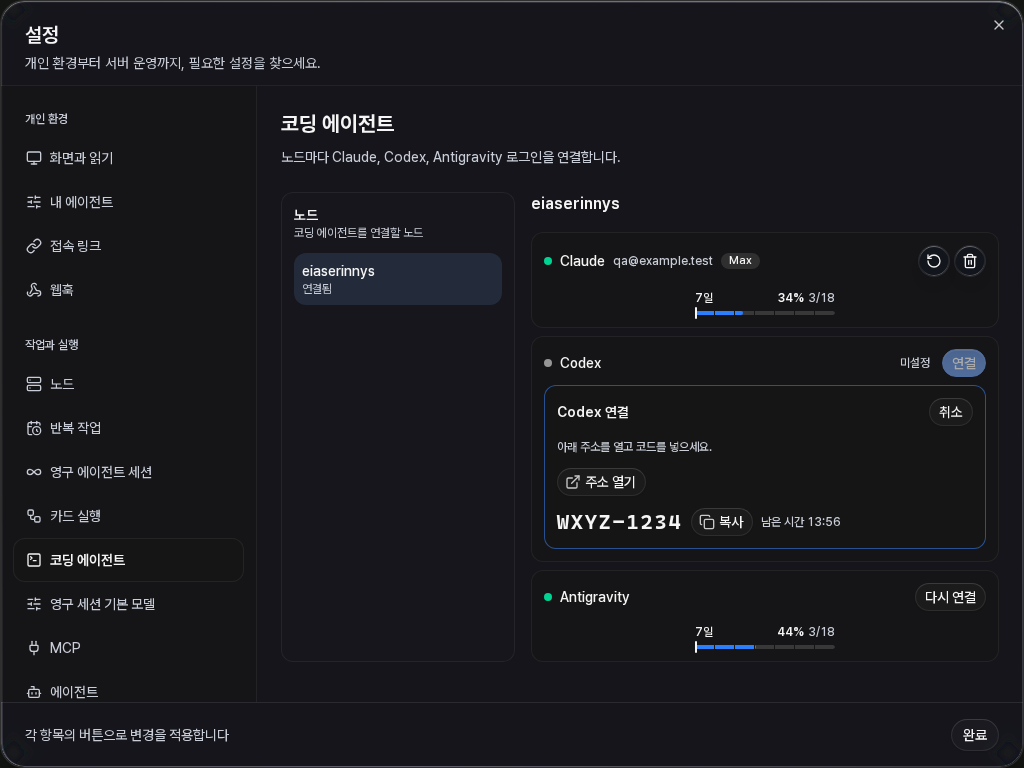 설정
개인 환경부터 서버 운영까지, 필요한 설정을 찾으세요.
개인 환경
화면과 읽기
내 에이전트
접속 링크
웹훅
작업과 실행
노드
반복 작업
영구 에이전트 세션
카드 실행
코딩 에이전트
영구 세션 기본 모델
MCP
에이전트
코딩 에이전트
노드마다 Claude, Codex, Antigravity 로그인을 연결합니다.
노드
코딩 에이전트를 연결할 노드
eiaserinnys
연결됨
eiaserinnys
Claude qa@example.test Max
7일 34% 3/18
Codex 미설정 연결
Codex 연결 취소
아래 주소를 열고 코드를 넣으세요.
주소 열기
WXYZ-1234 복사 남은 시간 13:56
Antigravity 다시 연결
7일 44% 3/18
각 항목의 버튼으로 변경을 적용합니다
완료